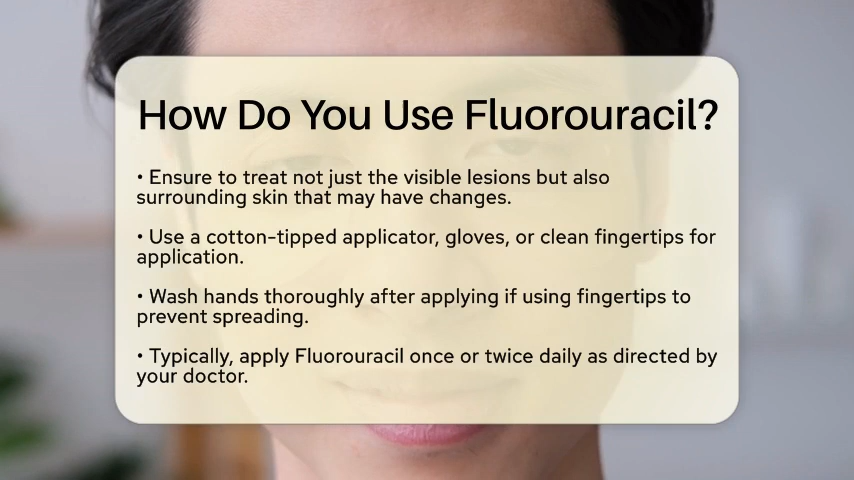 How Do You Use Fluorouracil?
• Ensure to treat not just the visible lesions but also
surrounding skin that may have changes.
• Use a cotton-tipped applicator, gloves, or clean fingertips for
application.
• Wash hands thoroughly after applying if using fingertips to
prevent spreading.
• Typically, apply Fluorouracil once or twice daily as directed by
your doctor.